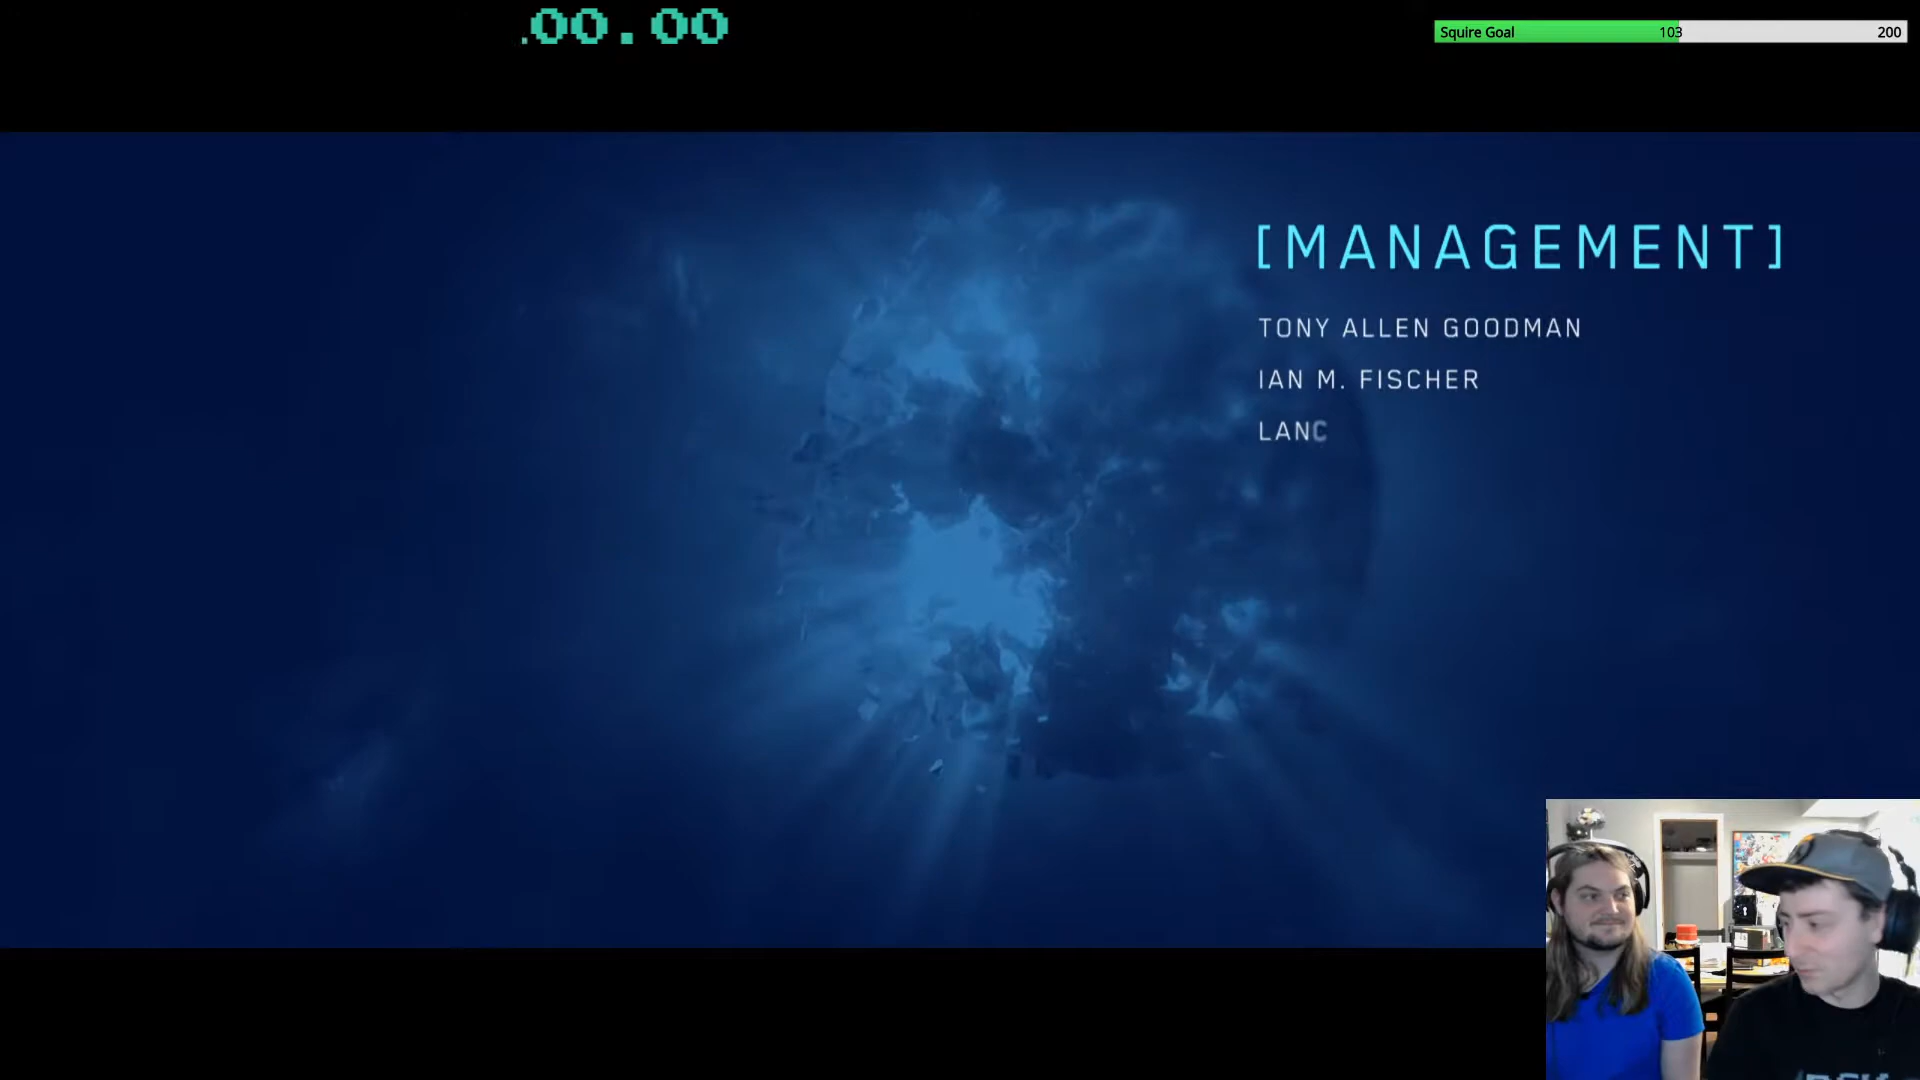 .00.00
Squire Goal 103 200
[MANAGEMENT]
TONY ALLEN GOODMAN
IAN M. FISCHER
LANC